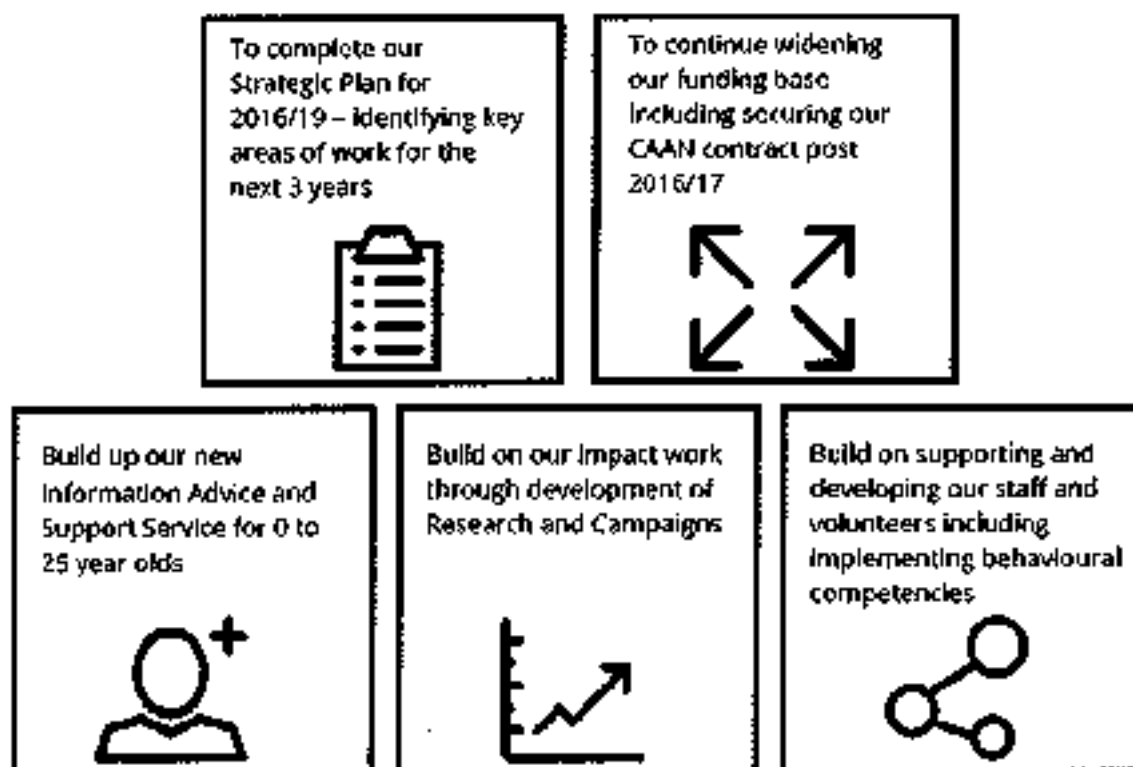 To complete our
Strategic Plan for
2016/19 – identifying key
areas of work for the
next 3 years
To continue widening
our funding base
including securing our
CAAN contract post
2016/17
Build up our new
Information Advice and
Support Service for 0 to
25 year olds
Build on our impact work
through development of
Research and Campaigns
Build on supporting and
developing our staff and
volunteers including
implementing behavioural
competencies